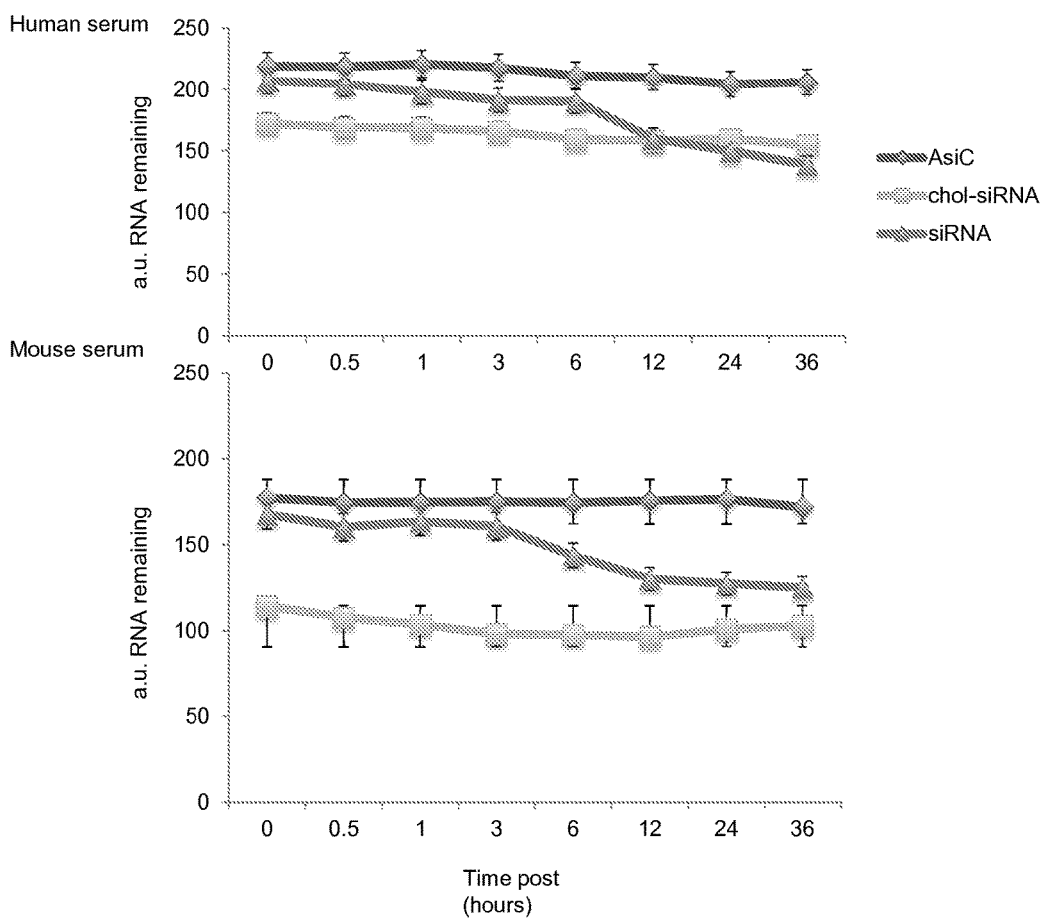 Human serum
250
200
150
100
50
0
a.u. RNA remaining
0 0.5 1 3 6 12 24 36
AsiC
chol-siRNA
siRNA
Mouse serum
250
200
150
100
50
0
a.u. RNA remaining
0 0.5 1 3 6 12 24 36
Time post
(hours)